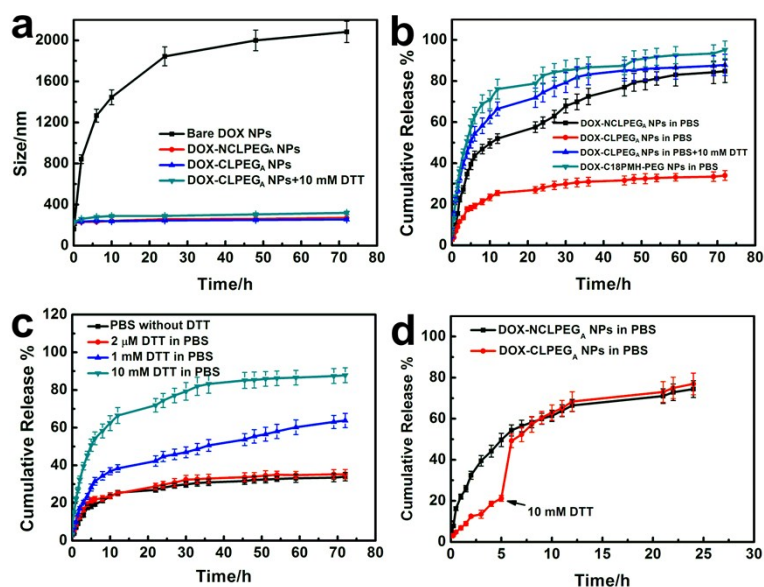 a
2000
1600
1200
800
400
0
Size/nm
Bare DOX NPs
DOX-NCLPEGA NPs
DOX-CLPEGA NPs
DOX-CLPEGA NPs+10 mM DTT
0 10 20 30 40 50 60 70 80
Time/h
b
100
80
60
40
20
0
Cumulative Release %
DOX-NCLPEGA NPs in PBS
DOX-CLPEGA NPs in PBS
DOX-CLPEGA NPs in PBS+10 mM DTT
DOX-C18PMH-PEG NPs in PBS
0 10 20 30 40 50 60 70 80
Time/h
c
120
100
80
60
40
20
0
Cumulative Release %
PBS without DTT
2 μM DTT in PBS
1 mM DTT in PBS
10 mM DTT in PBS
0 10 20 30 40 50 60 70 80
Time/h
d
100
80
60
40
20
0
Cumulative Release %
DOX-NCLPEGA NPs in PBS
DOX-CLPEGA NPs in PBS
10 mM DTT
0 5 10 15 20 25 30
Time/h